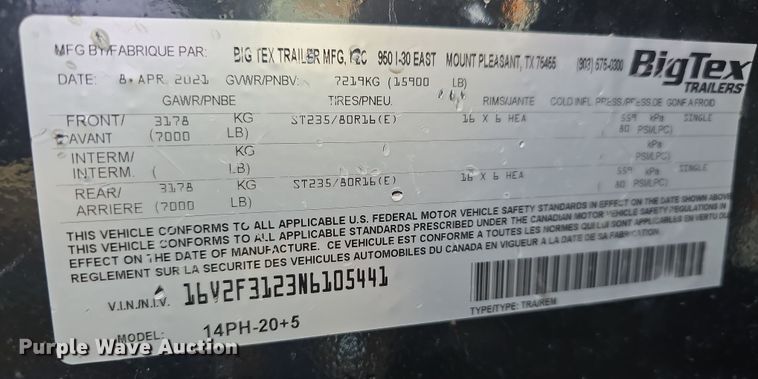 MFG BY/FABRIQUE PAR: BIG TEX TRAILER MFG, LLC 950 I-30 EAST MOUNT PLEASANT, TX 75455 (903) 575-0300 BigTex
TRAILERS
DATE: 8 APR 2021 GVWR/PNBV: 7219KG (15900 LB)
GAWR/PNBE TIRES/PNEU. RIMS/JANTE COLD INFL. PRESS./PRESS. DE GONF A FROID
FRONT/ 3178 KG ST235/80R16(E) 16 X 6 HEA 559 kPa SINGLE
AVANT (7000 LB) ( 80 PSI/LPC)
INTERM/ KG kPa
INTERM. ( LB) ( PSI/LPC)
REAR/ 3178 KG ST235/80R16(E) 16 X 6 HEA 559 kPa SINGLE
ARRIERE (7000 LB) ( 80 PSI/LPC)
THIS VEHICLE CONFORMS TO ALL APPLICABLE U.S. FEDERAL MOTOR VEHICLE SAFETY STANDARDS IN EFFECT ON THE DATE SHOWN ABOVE
THIS VEHICLE CONFORMS TO ALL APPLICABLE STANDARDS PRESCRIBED UNDER THE CANADIAN MOTOR VEHICLE SAFETY REGULATIONS IN
EFFECT ON THE DATE OF MANUFACTURE. CE VEHICULE EST CONFORME A TOUTES LES NORMES QUI LUI SONT APPLICABLES EN VERTU DU
REGLEMENT SUR LA SECURITE DES VEHICULES AUTOMOBILES DU CANADA EN VIGUEUR A LA DATE DE SA FABRICATION.
V.I.N./N.I.V. 16V2F3123N6105441
TYPE/TYPE: TRA/REM
MODEL: 14PH-20+5
Purple Wave Auction